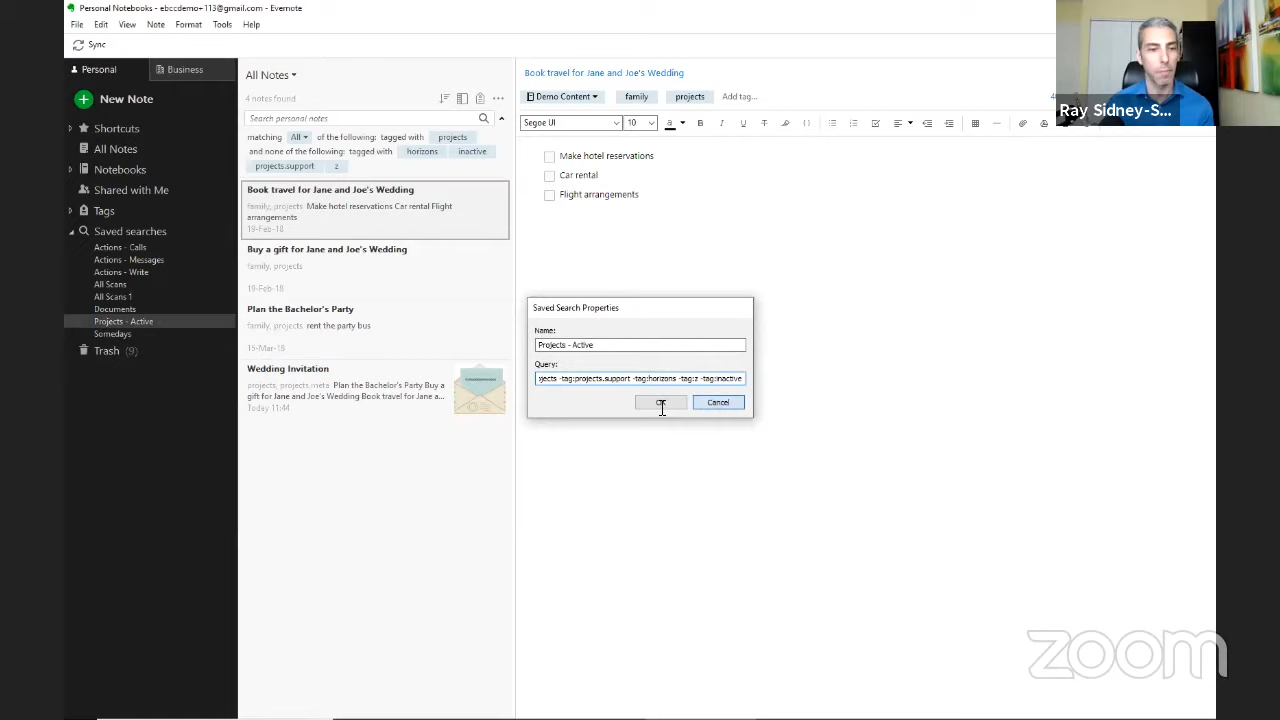 Personal Notebooks - ebccdemo+113@gmail.com - Evernote
File Edit View Note Format Tools Help
Sync
Personal Business
New Note
Shortcuts
All Notes
Notebooks
Shared with Me
Tags
Saved searches
Actions - Calls
Actions - Messages
Actions - Write
All Scans
All Scans 1
Documents
Projects - Active
Somedays
Trash (9)
All Notes
4 notes found
Search personal notes
matching All of the following: tagged with projects
and none of the following: tagged with horizons inactive
projects.support z
Book travel for Jane and Joe's Wedding
family, projects Make hotel reservations Car rental Flight
arrangements
19-Feb-18
Buy a gift for Jane and Joe's Wedding
family, projects
19-Feb-18
Plan the Bachelor's Party
family, projects rent the party bus
15-Mar-18
Wedding Invitation
projects, projects.meta Plan the Bachelor's Party Buy a
gift for Jane and Joe's Wedding Book travel for Jane a...
Today 11:44
Book travel for Jane and Joe's Wedding
Demo Content family projects Add tag...
Segoe UI 10 a B I U T
Make hotel reservations
Car rental
Flight arrangements
Saved Search Properties
Name:
Projects - Active
Query:
jects -tag:projects.support -tag:horizons -tag:z -tag:inactive
Cancel
Ray Sidney-S...
zoom